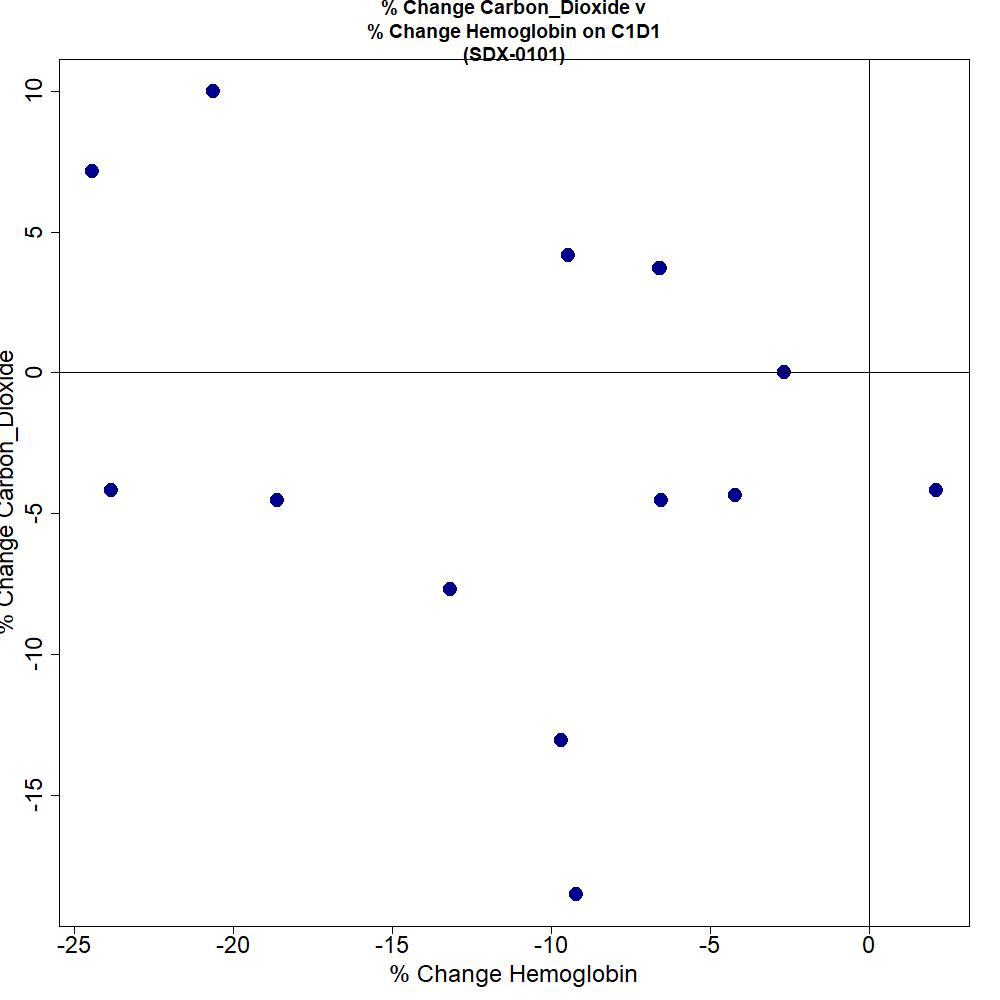 % Change Carbon_Dioxide v
% Change Hemoglobin on C1D1
(SDX-0101)
10
5
0
-5
-10
-15
% Change Carbon_Dioxide
-25
-20
-15
-10
-5
0
% Change Hemoglobin